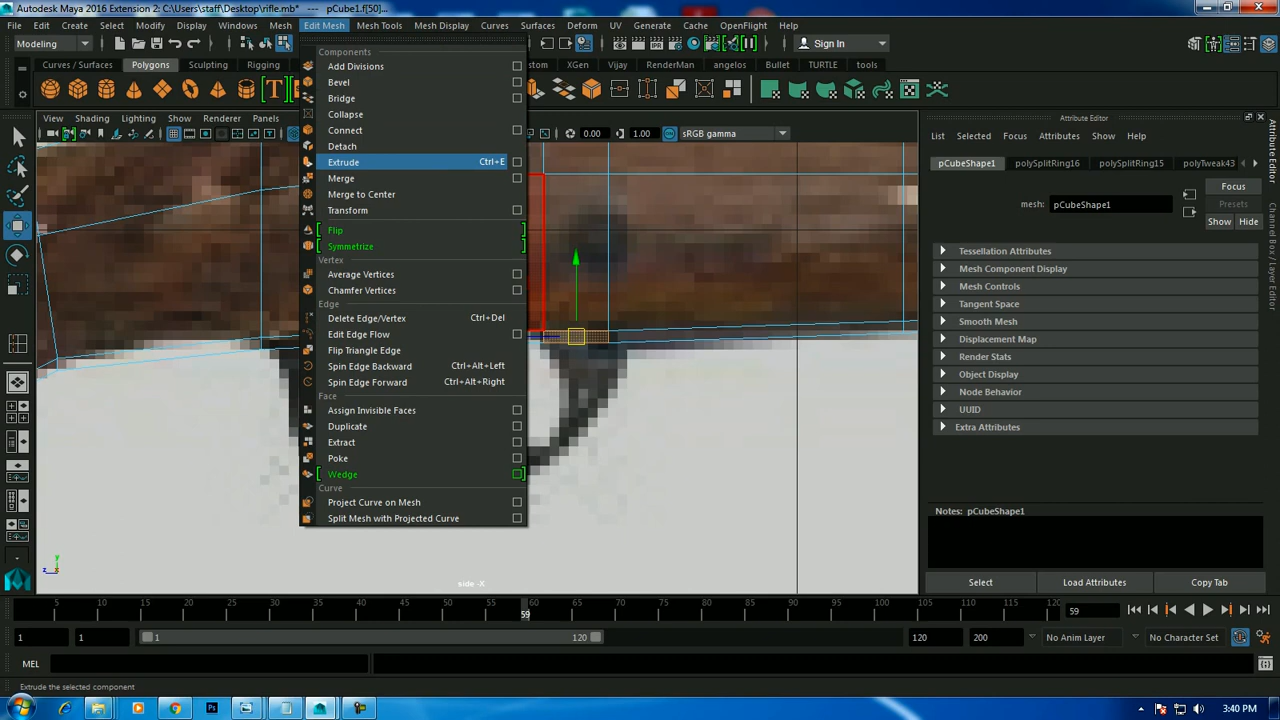 Autodesk Maya 2016 Extension 2: C:\Users\staff\Desktop\rifle.mb* --- pCube1.f[50]...
File Edit Create Select Modify Display Windows Mesh Edit Mesh Mesh Tools Mesh Display Curves Surfaces Deform UV Generate Cache OpenFlight Help
Modeling
Sign In
Curves / Surfaces Polygons Sculpting Rigging
XGen Vijay RenderMan angelos Bullet TURTLE tools
View Shading Lighting Show Renderer Panels
0.00 1.00 sRGB gamma
Components
Add Divisions
Bevel
Bridge
Collapse
Connect
Detach
Extrude Ctrl+E
Merge
Merge to Center
Transform
Flip
Symmetrize
Vertex
Average Vertices
Chamfer Vertices
Edge
Delete Edge/Vertex Ctrl+Del
Edit Edge Flow
Flip Triangle Edge
Spin Edge Backward Ctrl+Alt+Left
Spin Edge Forward Ctrl+Alt+Right
Face
Assign Invisible Faces
Duplicate
Extract
Poke
Wedge
Curve
Project Curve on Mesh
Split Mesh with Projected Curve
y
z x
side -X
Attribute Editor
List Selected Focus Attributes Show Help
pCubeShape1 polySplitRing16 polySplitRing15 polyTweak43
Focus
Presets
mesh: pCubeShape1
Show Hide
Tessellation Attributes
Mesh Component Display
Mesh Controls
Tangent Space
Smooth Mesh
Displacement Map
Render Stats
Object Display
Node Behavior
UUID
Extra Attributes
Notes: pCubeShape1
Select Load Attributes Copy Tab
Attribute Editor
Channel Box / Layer Editor
5 10 15 20 25 30 35 40 45 50 55 60 65 70 75 80 85 90 95 100 105 110 115 120
59
59
1 1 1 120 120 200 No Anim Layer No Character Set
MEL
Extrude the selected component
3:40 PM